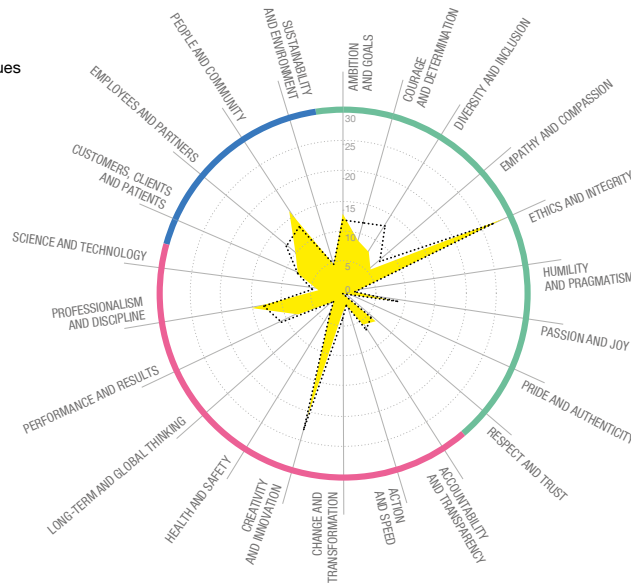 ues
AMBITION
AND GOALS
COURAGE
AND DETERMINATION
DIVERSITY AND INCLUSION
EMPATHY AND COMPASSION
ETHICS AND INTEGRITY
HUMILITY
AND PRAGMATISM
PASSION AND JOY
PRIDE AND AUTHENTICITY
RESPECT AND TRUST
ACCOUNTABILITY
AND TRANSPARENCY
ACTION
AND SPEED
CHANGE AND
TRANSFORMATION
CREATIVITY
AND INNOVATION
HEALTH AND SAFETY
LONG-TERM AND GLOBAL THINKING
PERFORMANCE AND RESULTS
PROFESSIONALISM
AND DISCIPLINE
SCIENCE AND TECHNOLOGY
CUSTOMERS, CLIENTS
AND PATIENTS
EMPLOYEES AND PARTNERS
PEOPLE AND COMMUNITY
SUSTAINABILITY
AND ENVIRONMENT
30
25
20
15
10
5
0